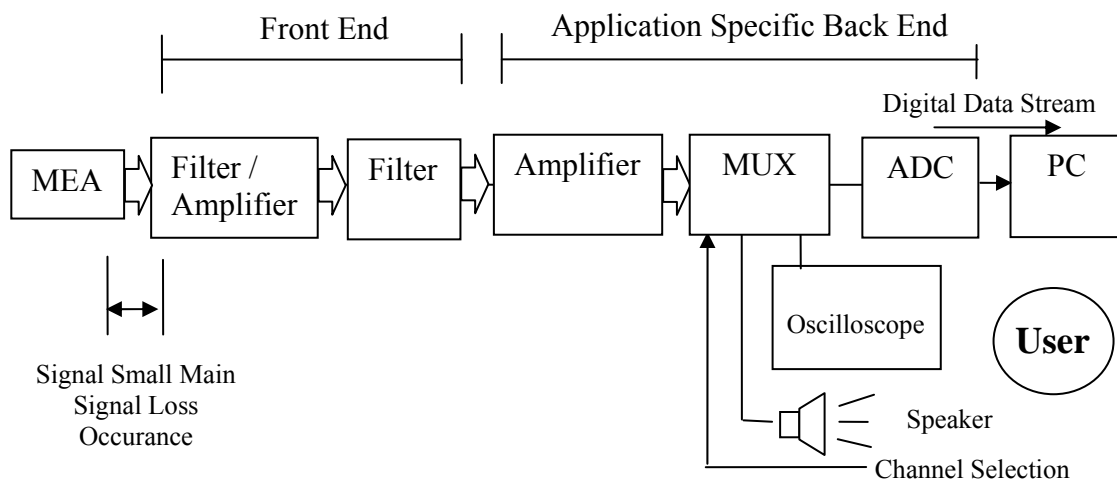 Front End
Application Specific Back End
Digital Data Stream
MEA
Filter /
Amplifier
Filter
Amplifier
MUX
ADC
PC
Oscilloscope
User
Signal Small Main
Signal Loss
Occurance
Speaker
Channel Selection